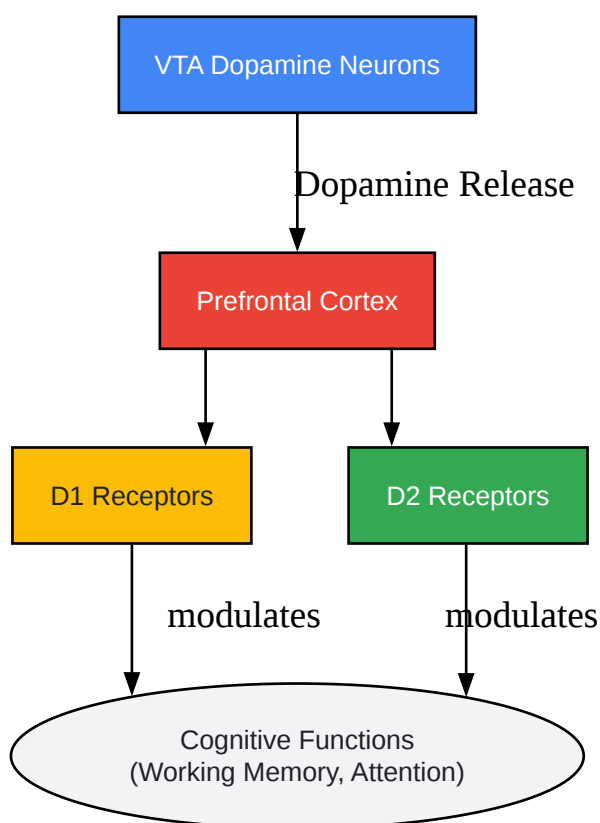 VTA Dopamine Neurons
Dopamine Release
Prefrontal Cortex
D1 Receptors
D2 Receptors
modulates
modulates
Cognitive Functions
(Working Memory, Attention)